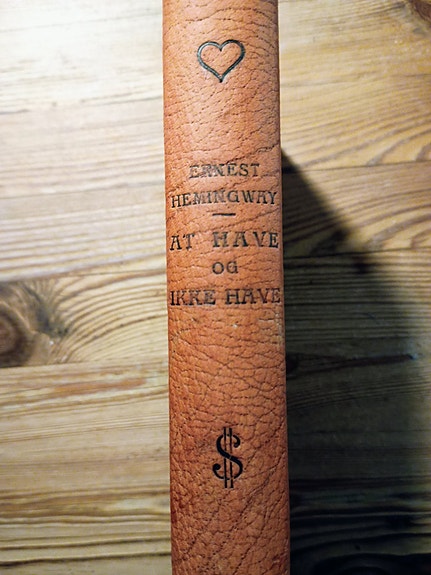 ERNEST
HEMINGWAY
AT HAVE
OG
IKKE HAVE
$